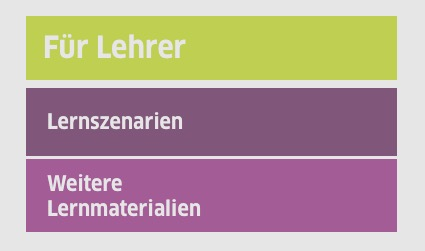 Für Lehrer
Lernszenarien
Weitere
Lernmaterialien